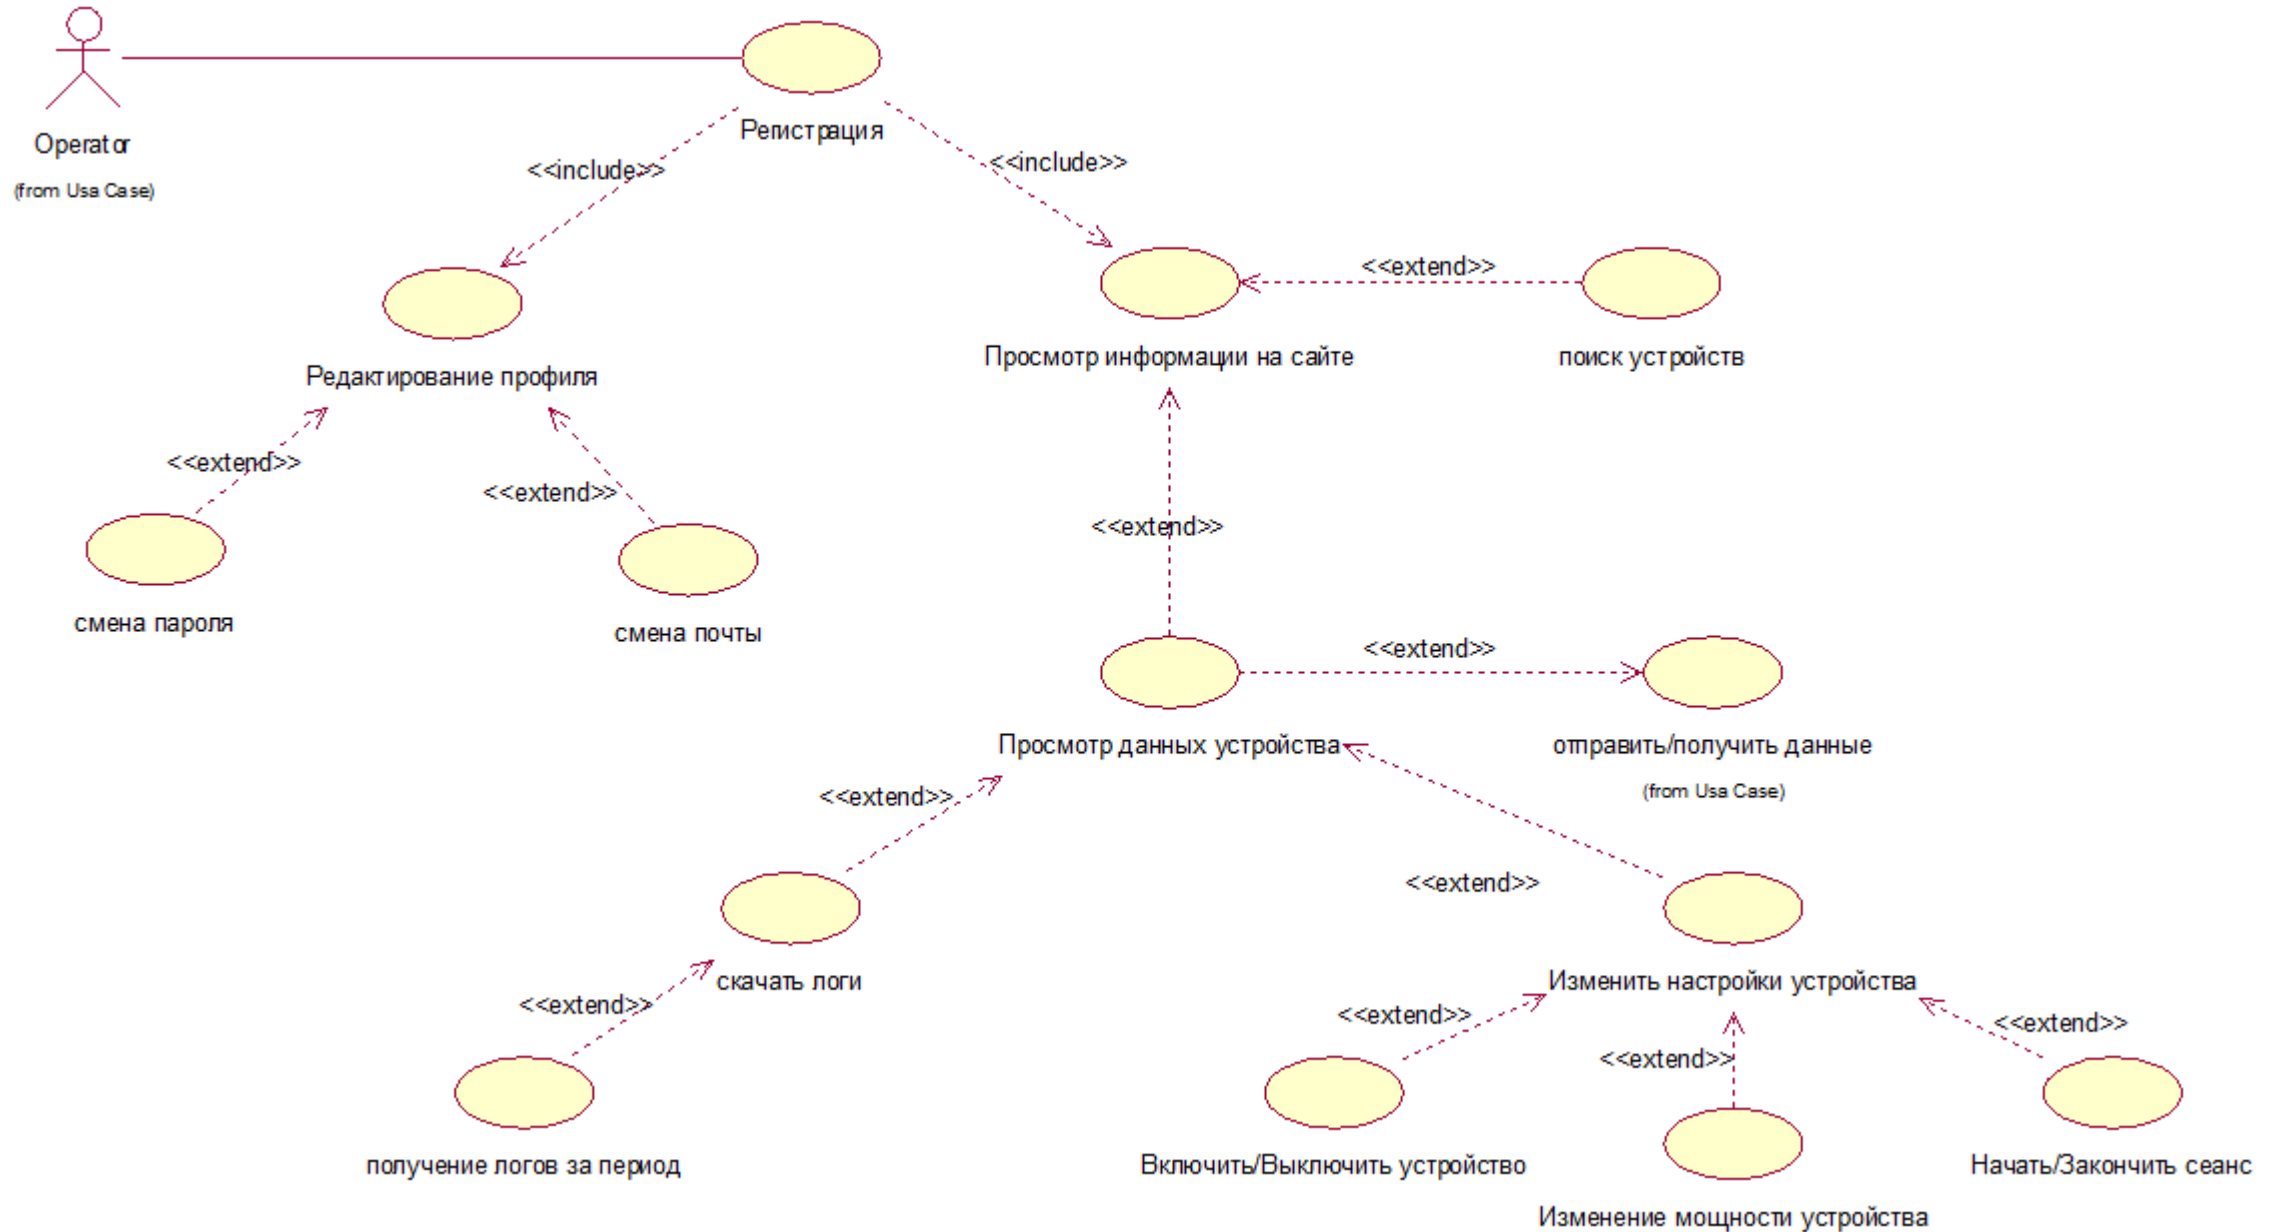 Регистрация
Operator
<<include>>
<<include>>
(from Usa Case)
<<extend>>
Просмотр информации на сайте
поиск устройств
Редактирование профиля
<<extend>>
<<extend>>
<<extend>>
смена пароля
смена почты
<<extend>>
Просмотр данных устройства
отправить/получить данные
(from Usa Case)
<<extend>>
<<extend>>
скачать логи
Изменить настройки устройства
<<extend>>
<<extend>>
<<extend>>
<<extend>>
получение логов за период
Включить/Выключить устройство
Начать/Закончить сеанс
Изменение мощности устройства